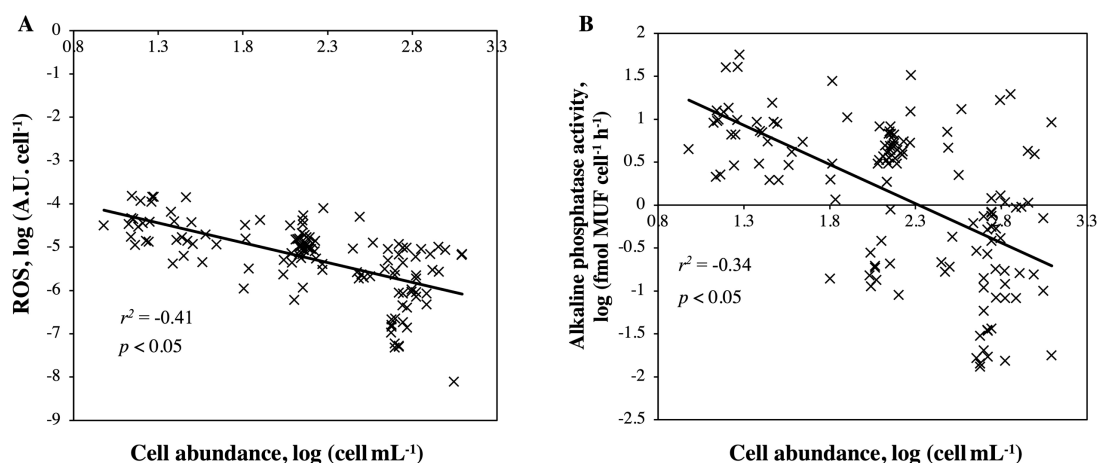 A
0
0.8 1.3 1.8 2.3 2.8 3.3
-1
-2
-3
-4
-5
-6
-7
-8
-9
ROS, log (A.U. cell⁻¹)
r² = -0.41
p < 0.05
Cell abundance, log (cell mL⁻¹)
B
2
1.5
1
0.5
0
0.8 1.3 1.8 2.3 2.8 3.3
-0.5
-1
-1.5
-2
-2.5
Alkaline phosphatase activity,
log (fmol MUF cell⁻¹ h⁻¹)
r² = -0.34
p < 0.05
Cell abundance, log (cell mL⁻¹)